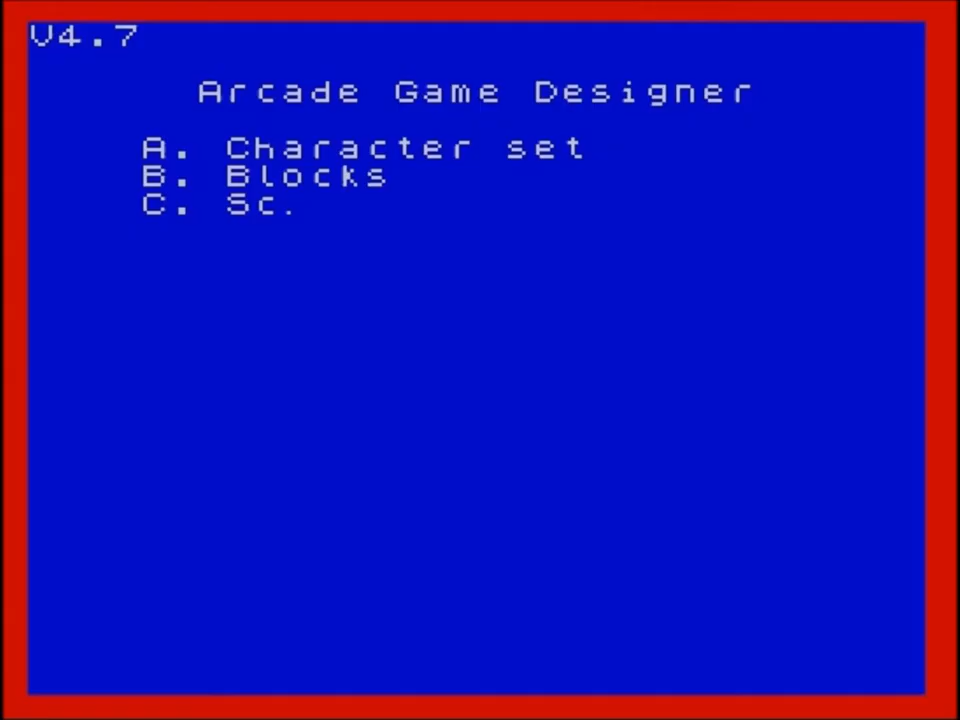 V4.7
Arcade Game Designer
A. Character set
B. Blocks
C. Sc.